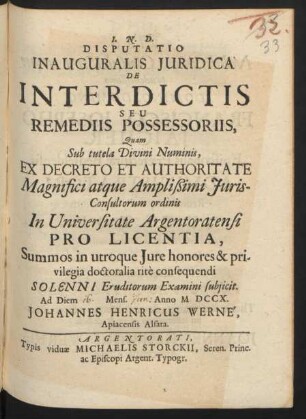 32.
33
I. N. D.
DISPUTATIO
INAUGURALIS JURIDICA
DE
INTERDICTIS
SEU
REMEDIIS POSSESSORIIS,
Quam
Sub tutela Divini Numinis,
EX DECRETO ET AUTHORITATE
Magnifici atque Amplißimi Juris-
Consultorum ordinis
In Universitate Argentoratensi
PRO LICENTIA,
Summos in utroque Jure honores & pri-
vilegia doctoralia ritè consequendi
SOLENNI Eruditorum Examini subjicit.
Ad Diem Mens. Anno M DCCX.
JOHANNES HENRICUS WERNE',
Apiacensis Alsata.
ARGENTORATI,
Typis viduæ MICHAELIS STORCKII, Seren. Princ.
ac Episcopi Argent. Typogr.